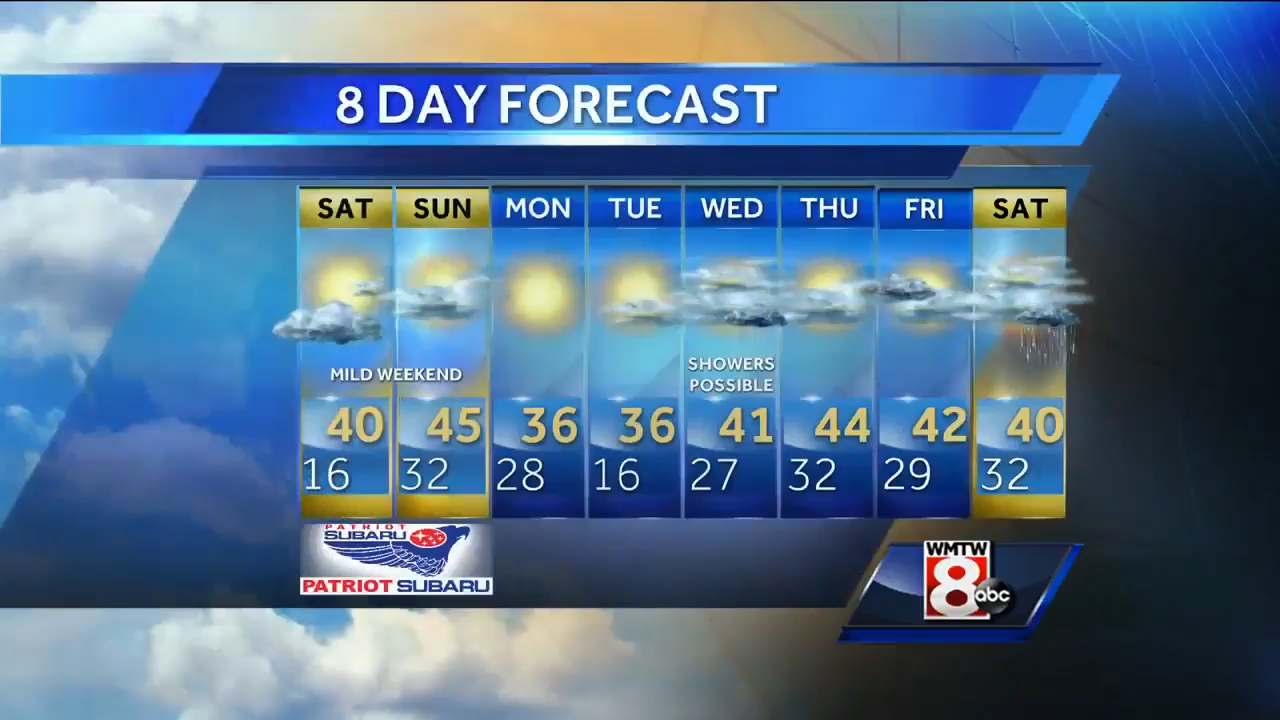 8 DAY FORECAST
SAT SUN MON TUE WED THU FRI SAT
MILD WEEKEND
SHOWERS
POSSIBLE
40 45 36 36 41 44 42 40
16 32 28 16 27 32 29 32
PATRIOT
SUBARU
PATRIOT SUBARU
WMTW
8
abc